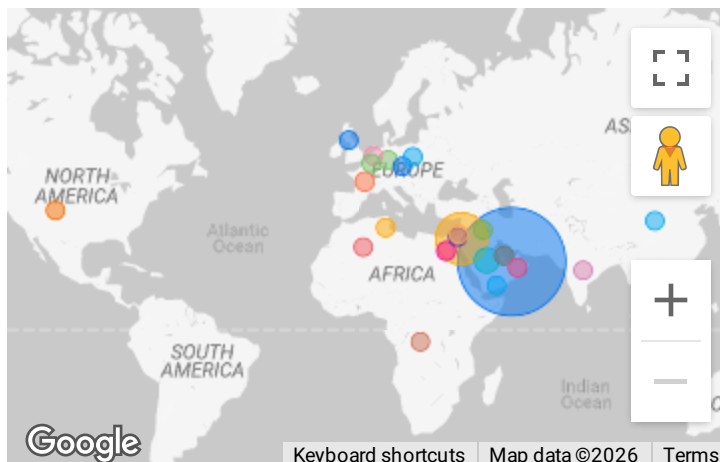 NORTH
AMERICA
Atlantic
Ocean
EUROPE
AS
AFRICA
SOUTH
AMERICA
Indian
Ocean
Google
Keyboard shortcuts
Map data ©2026
Terms